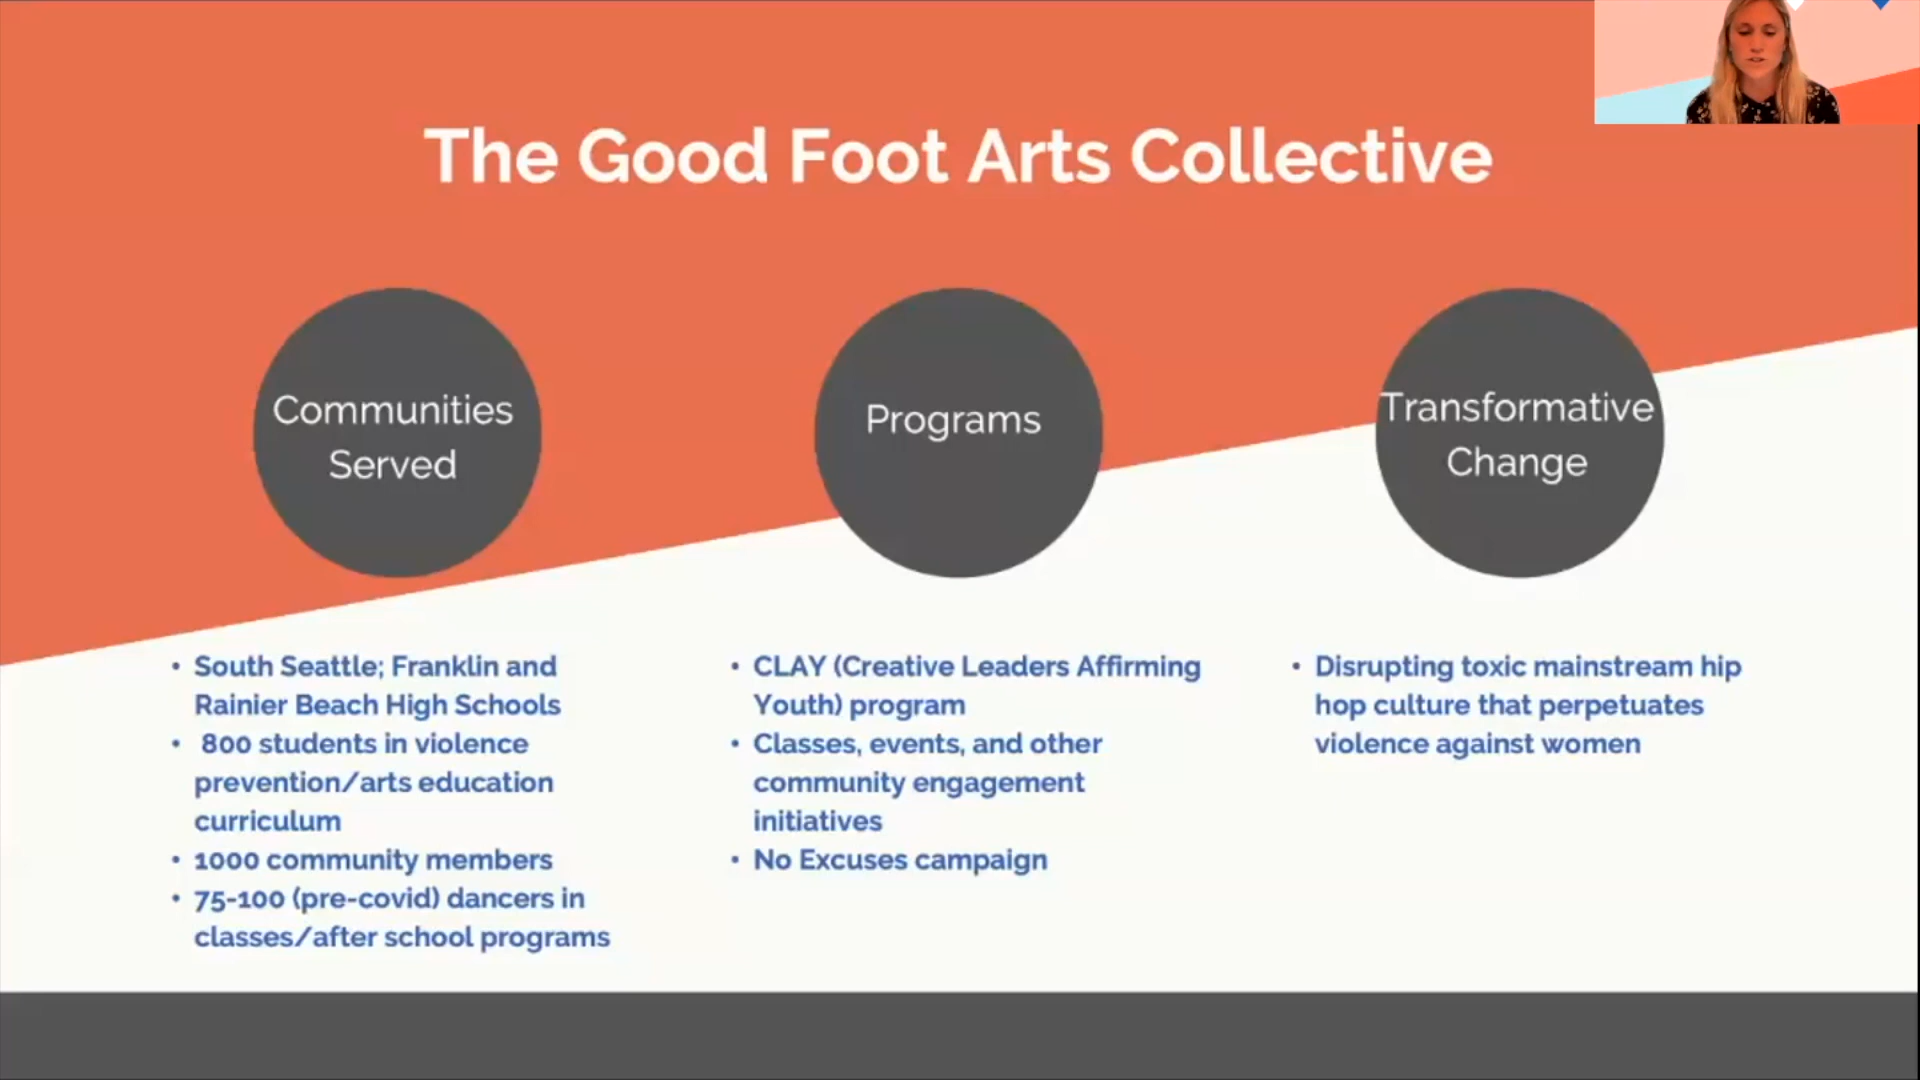 The Good Foot Arts Collective
Communities
Served
Programs
Transformative
Change
• South Seattle; Franklin and
Rainier Beach High Schools
• 800 students in violence
prevention/arts education
curriculum
• 1000 community members
• 75-100 (pre-covid) dancers in
classes/after school programs
• CLAY (Creative Leaders Affirming
Youth) program
• Classes, events, and other
community engagement
initiatives
• No Excuses campaign
• Disrupting toxic mainstream hip
hop culture that perpetuates
violence against women